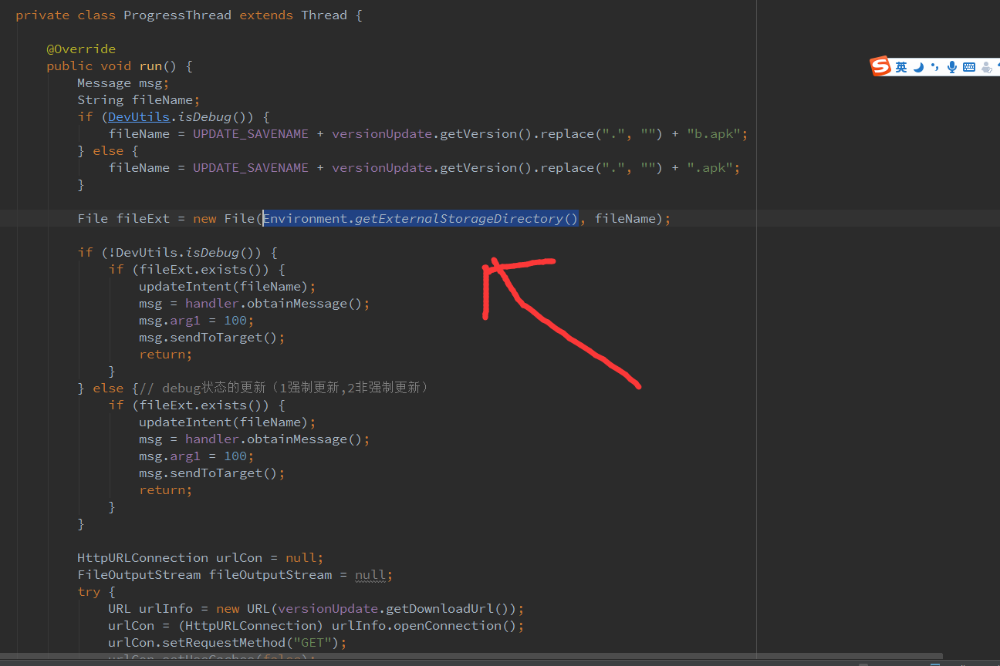 private class ProgressThread extends Thread {
@Override
public void run() {
Message msg;
String fileName;
if (DevUtils.isDebug()) {
fileName = UPDATE_SAVENAME + versionUpdate.getVersion().replace(".", "") + "b.apk";
} else {
fileName = UPDATE_SAVENAME + versionUpdate.getVersion().replace(".", "") + ".apk";
}
File fileExt = new File(Environment.getExternalStorageDirectory(), fileName);
if (!DevUtils.isDebug()) {
if (fileExt.exists()) {
updateIntent(fileName);
msg = handler.obtainMessage();
msg.arg1 = 100;
msg.sendToTarget();
return;
}
} else {// debug状态的更新（1强制更新,2非强制更新）
if (fileExt.exists()) {
updateIntent(fileName);
msg = handler.obtainMessage();
msg.arg1 = 100;
msg.sendToTarget();
return;
}
}
HttpURLConnection urlCon = null;
FileOutputStream fileOutputStream = null;
try {
URL urlInfo = new URL(versionUpdate.getDownloadUrl());
urlCon = (HttpURLConnection) urlInfo.openConnection();
urlCon.setRequestMethod("GET");
urlCon.setUseCaches(false);
S 英